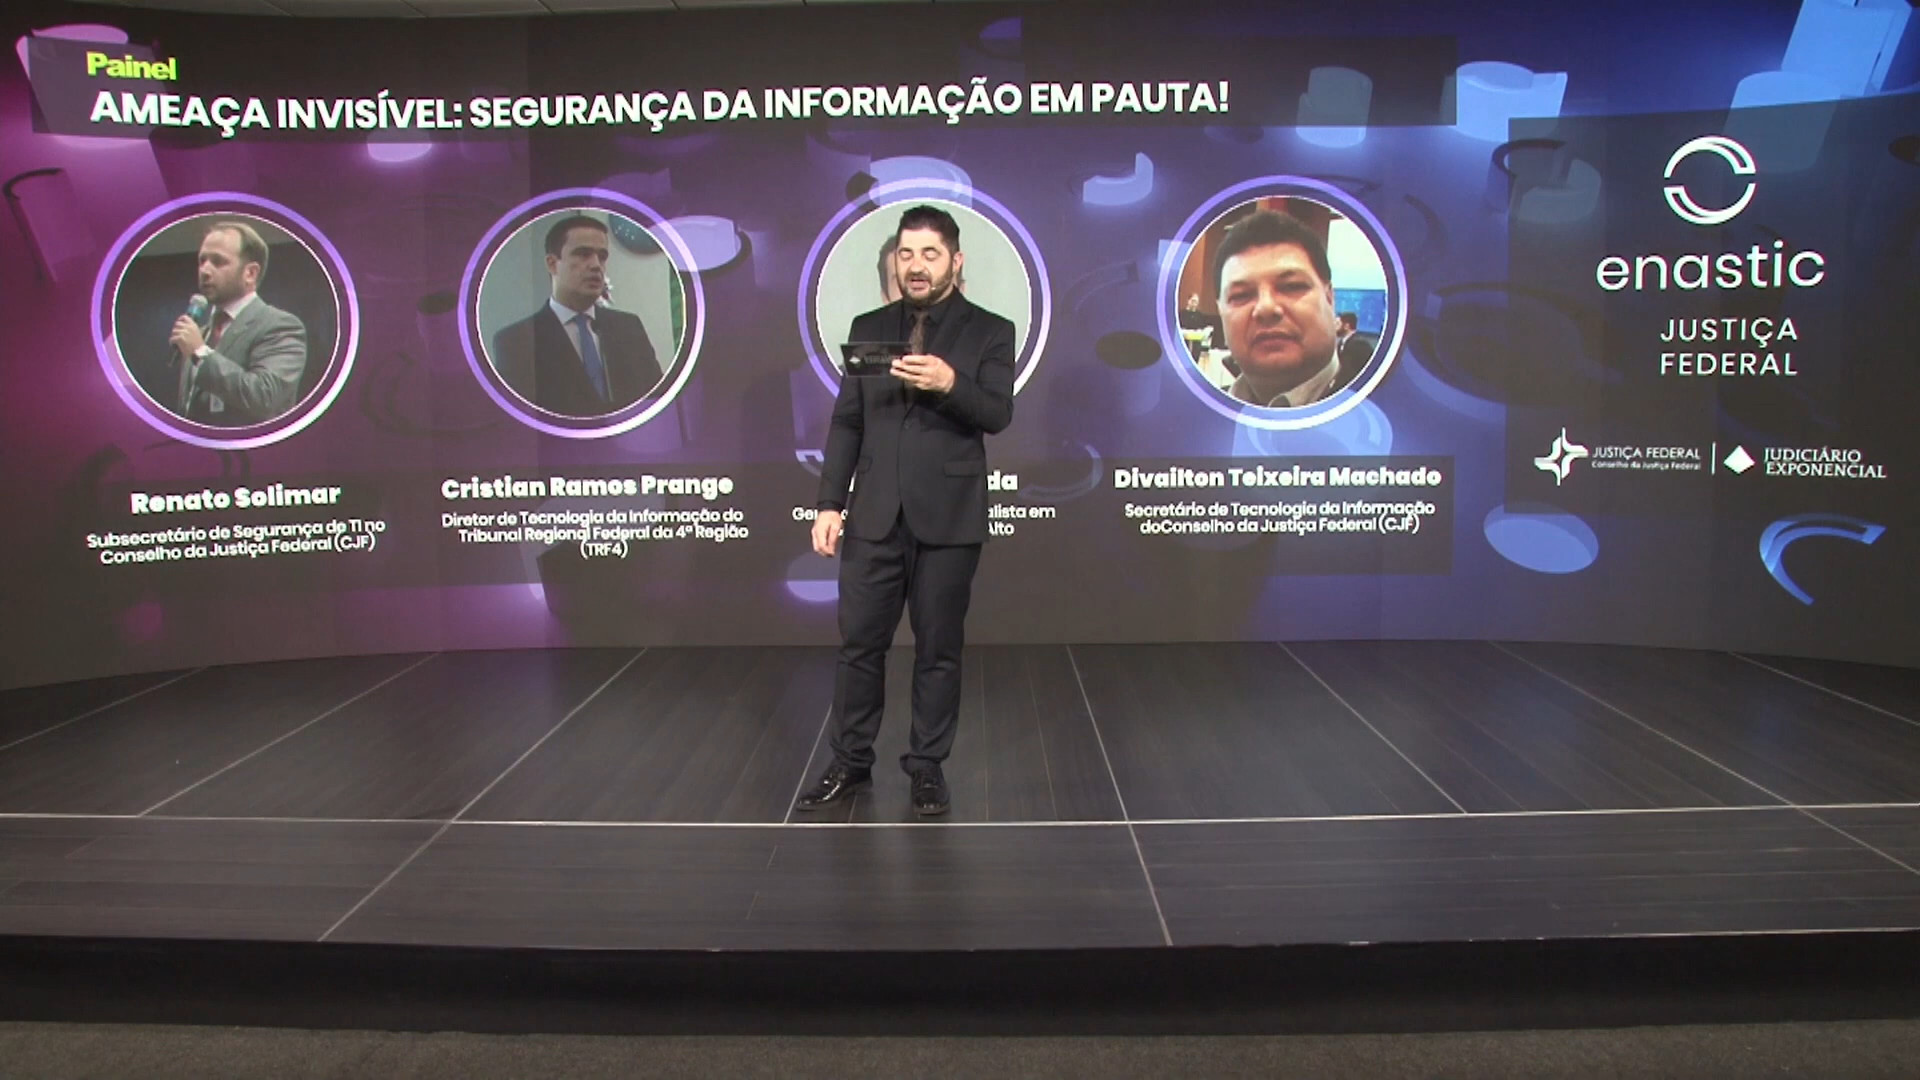 Painel
AMEAÇA INVISÍVEL: SEGURANÇA DA INFORMAÇÃO EM PAUTA!
enastic
JUSTIÇA
FEDERAL
JUSTIÇA FEDERAL
Conselho da Justiça Federal
JUDICIÁRIO
EXPONENCIAL
Renato Solimar
Subsecretário de Segurança de TI no
Conselho da Justiça Federal (CJF)
Cristian Ramos Prange
Diretor de Tecnologia da Informação do
Tribunal Regional Federal da 4ª Região
(TRF4)
em
Alto
Divailton Teixeira Machado
Secretário de Tecnologia da Informação
doConselho da Justiça Federal (CJF)